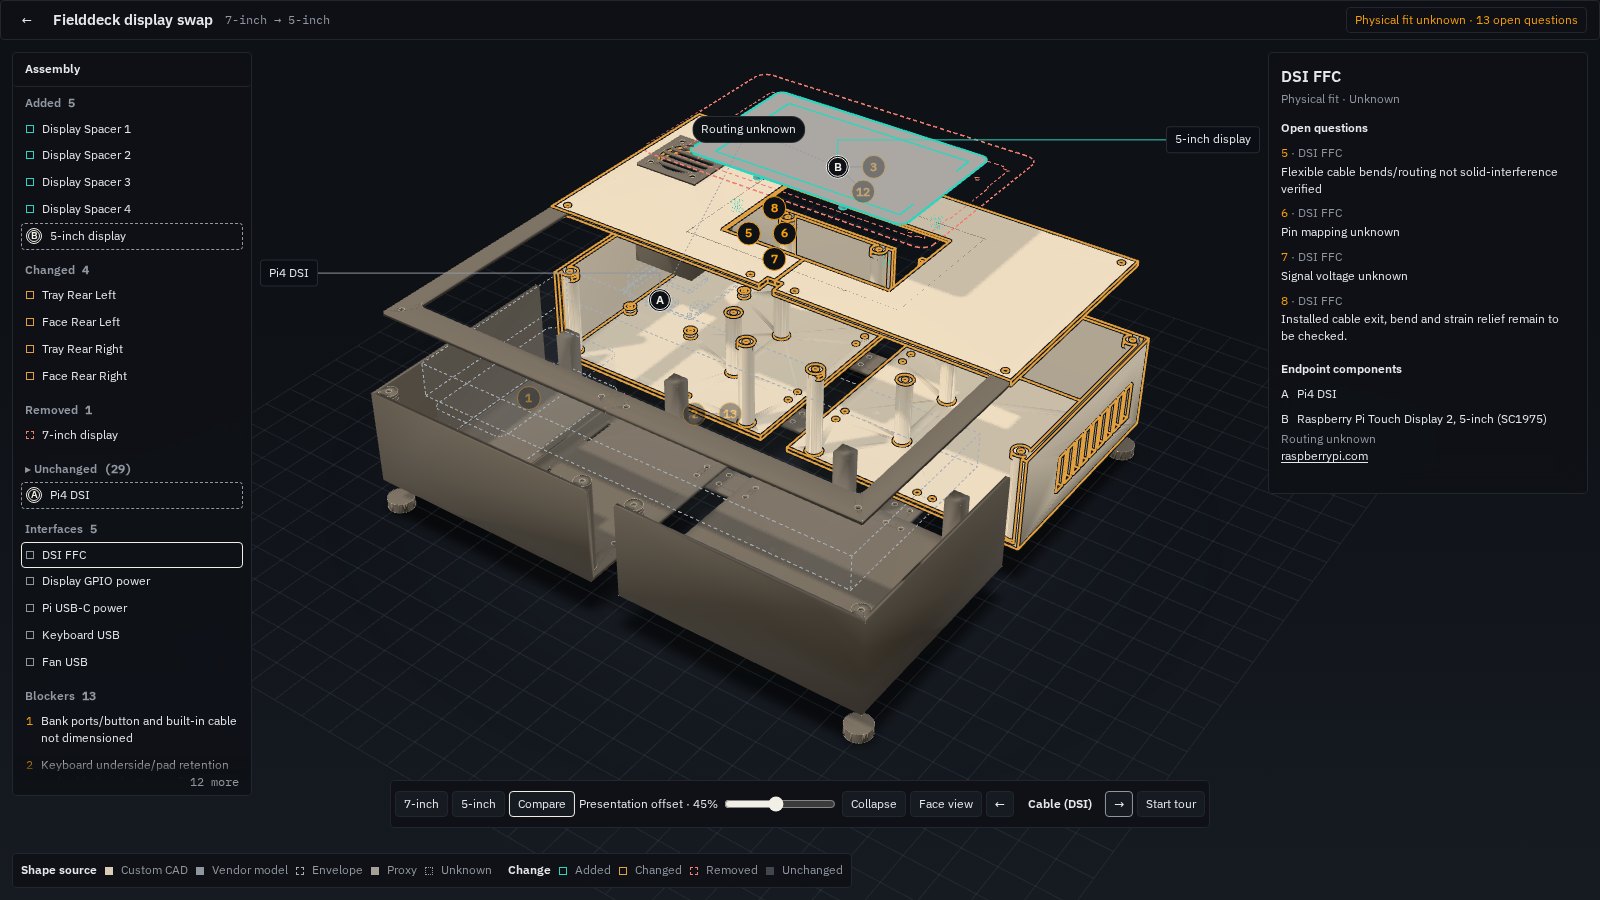 ← Fielddeck display swap 7-inch → 5-inch
Physical fit unknown · 13 open questions
Assembly
Added 5
Display Spacer 1
Display Spacer 2
Display Spacer 3
Display Spacer 4
B 5-inch display
Changed 4
Tray Rear Left
Face Rear Left
Tray Rear Right
Face Rear Right
Removed 1
7-inch display
▸ Unchanged (29)
A Pi4 DSI
Interfaces 5
DSI FFC
Display GPIO power
Pi USB-C power
Keyboard USB
Fan USB
Blockers 13
1 Bank ports/button and built-in cable
not dimensioned
2 Keyboard underside/pad retention
12 more
Routing unknown
5-inch display
B
3
12
8
5
6
7
Pi4 DSI
A
1
2
13
DSI FFC
Physical fit · Unknown
Open questions
5 · DSI FFC
Flexible cable bends/routing not solid-interference
verified
6 · DSI FFC
Pin mapping unknown
7 · DSI FFC
Signal voltage unknown
8 · DSI FFC
Installed cable exit, bend and strain relief remain to
be checked.
Endpoint components
A Pi4 DSI
B Raspberry Pi Touch Display 2, 5-inch (SC1975)
Routing unknown
raspberrypi.com
7-inch 5-inch Compare Presentation offset · 45% Collapse Face view ← Cable (DSI) → Start tour
Shape source Custom CAD Vendor model Envelope Proxy Unknown Change Added Changed Removed Unchanged